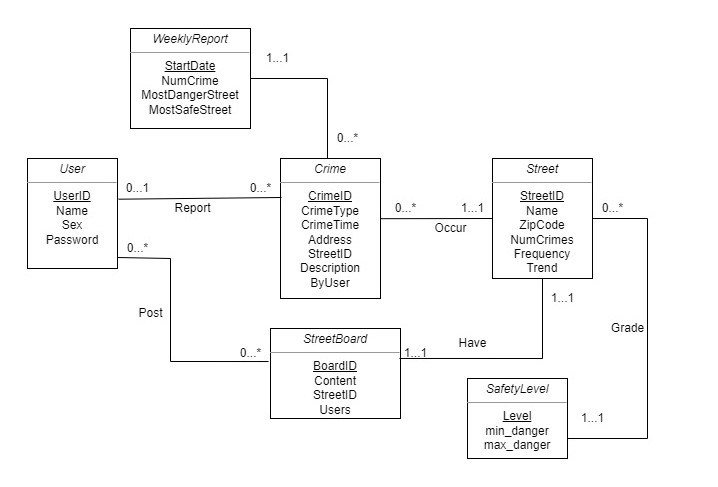 WeeklyReport
StartDate
NumCrime
MostDangerStreet
MostSafeStreet
1...1
0...*
User
UserID
Name
Sex
Password
0...1
0...*
Report
0...*
Crime
CrimeID
CrimeType
CrimeTime
Address
StreetID
Description
ByUser
0...*
1...1
Occur
Street
StreetID
Name
ZipCode
NumCrimes
Frequency
Trend
0...*
1...1
Post
0...*
StreetBoard
BoardID
Content
StreetID
Users
1...1
Have
Grade
SafetyLevel
Level
min_danger
max_danger
1...1